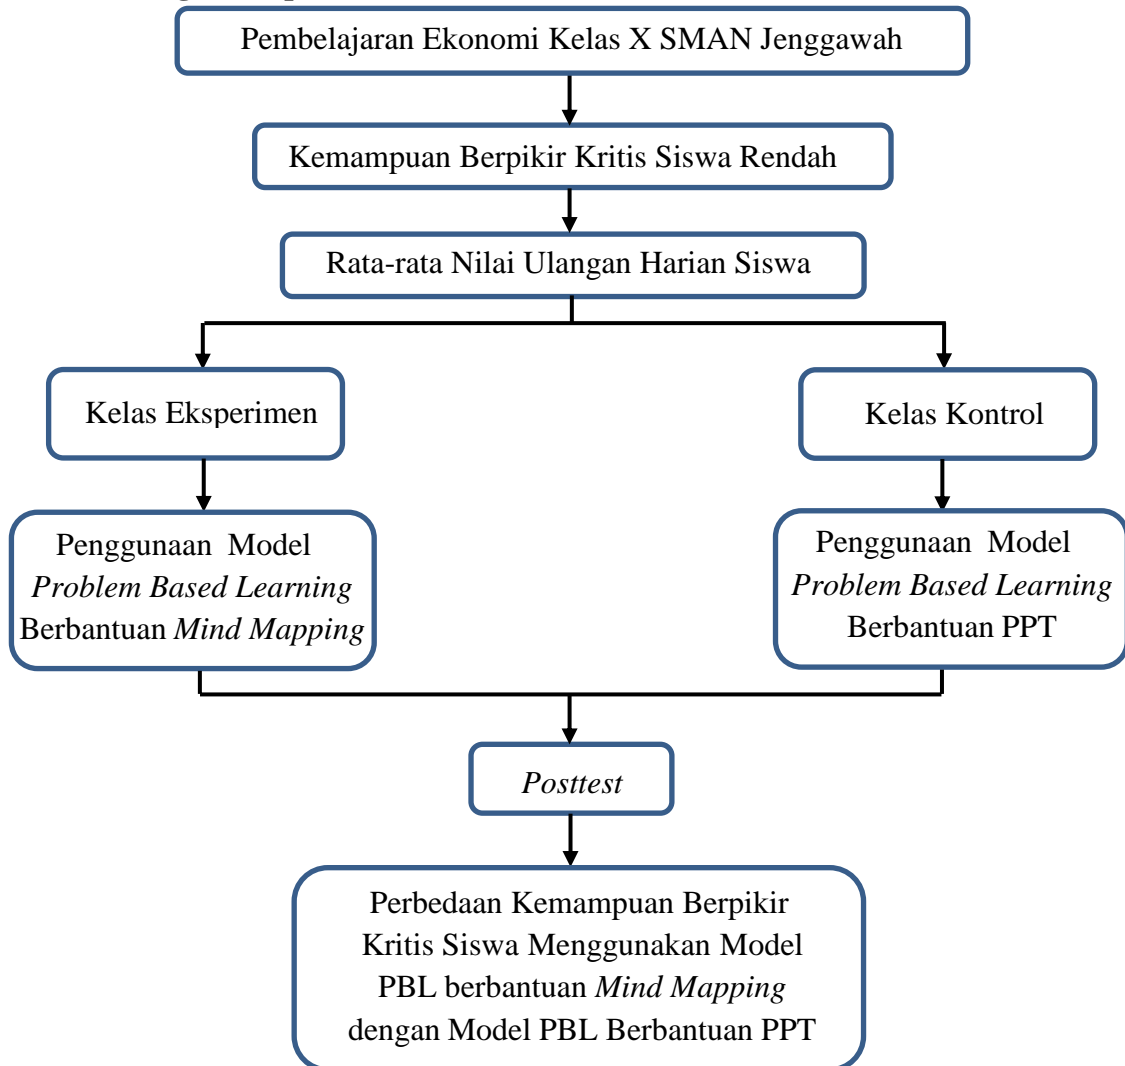 Pembelajaran Ekonomi Kelas X SMAN Jenggawah
Kemampuan Berpikir Kritis Siswa Rendah
Rata-rata Nilai Ulangan Harian Siswa
Kelas Eksperimen
Kelas Kontrol
Penggunaan Model
Problem Based Learning
Berbantuan Mind Mapping
Penggunaan Model
Problem Based Learning
Berbantuan PPT
Posttest
Perbedaan Kemampuan Berpikir
Kritis Siswa Menggunakan Model
PBL berbantuan Mind Mapping
dengan Model PBL Berbantuan PPT